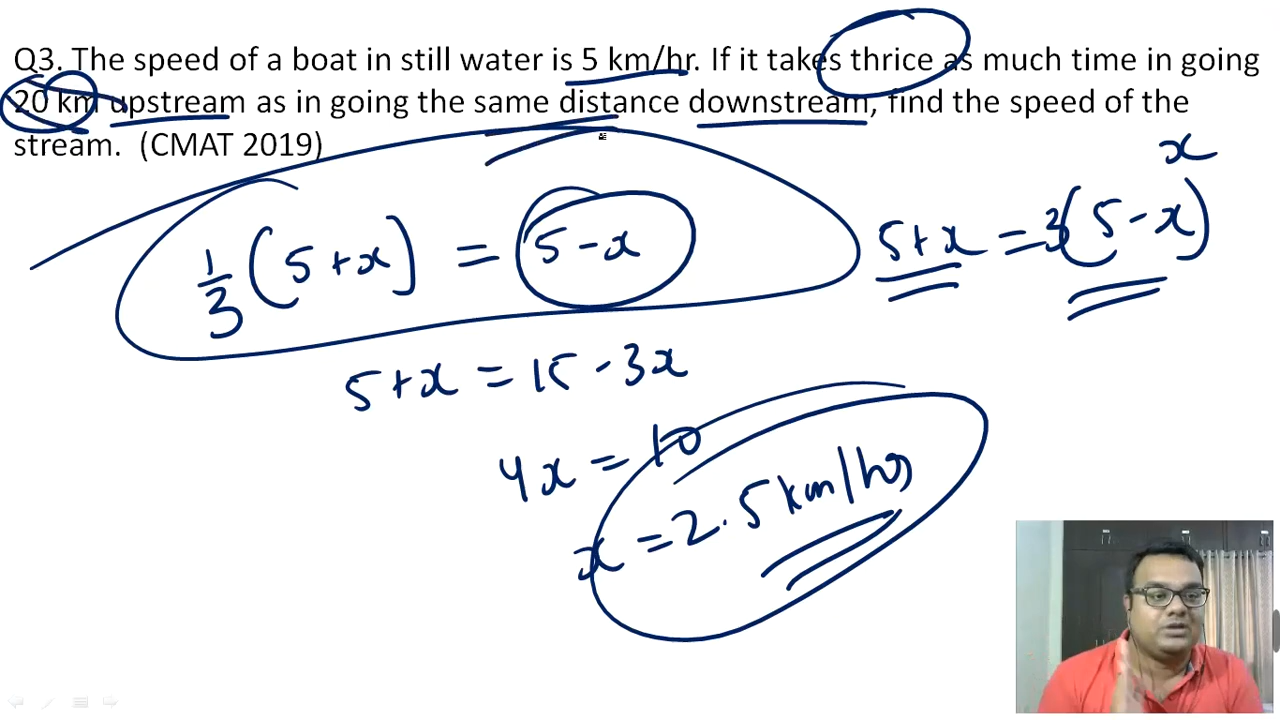 Q3. The speed of a boat in still water is 5 km/hr. If it takes thrice as much time in going
20 km upstream as in going the same distance downstream, find the speed of the
stream. (CMAT 2019)
x
1/3 (5+x) = 5-x
5+x = 3(5-x)
5+x = 15-3x
4x = 10
x = 2.5 km/hr